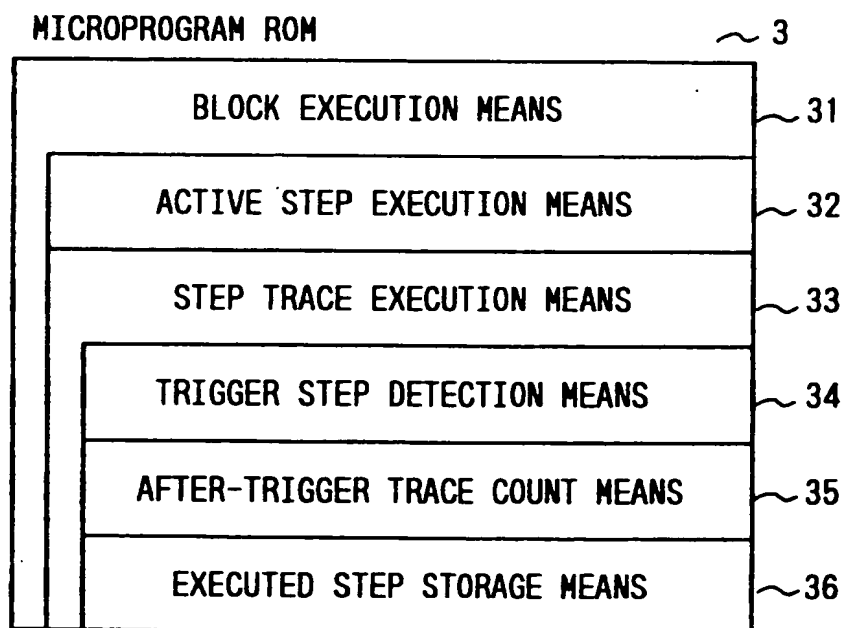 MICROPROGRAM ROM 3
BLOCK EXECUTION MEANS 31
ACTIVE STEP EXECUTION MEANS 32
STEP TRACE EXECUTION MEANS 33
TRIGGER STEP DETECTION MEANS 34
AFTER-TRIGGER TRACE COUNT MEANS 35
EXECUTED STEP STORAGE MEANS 36